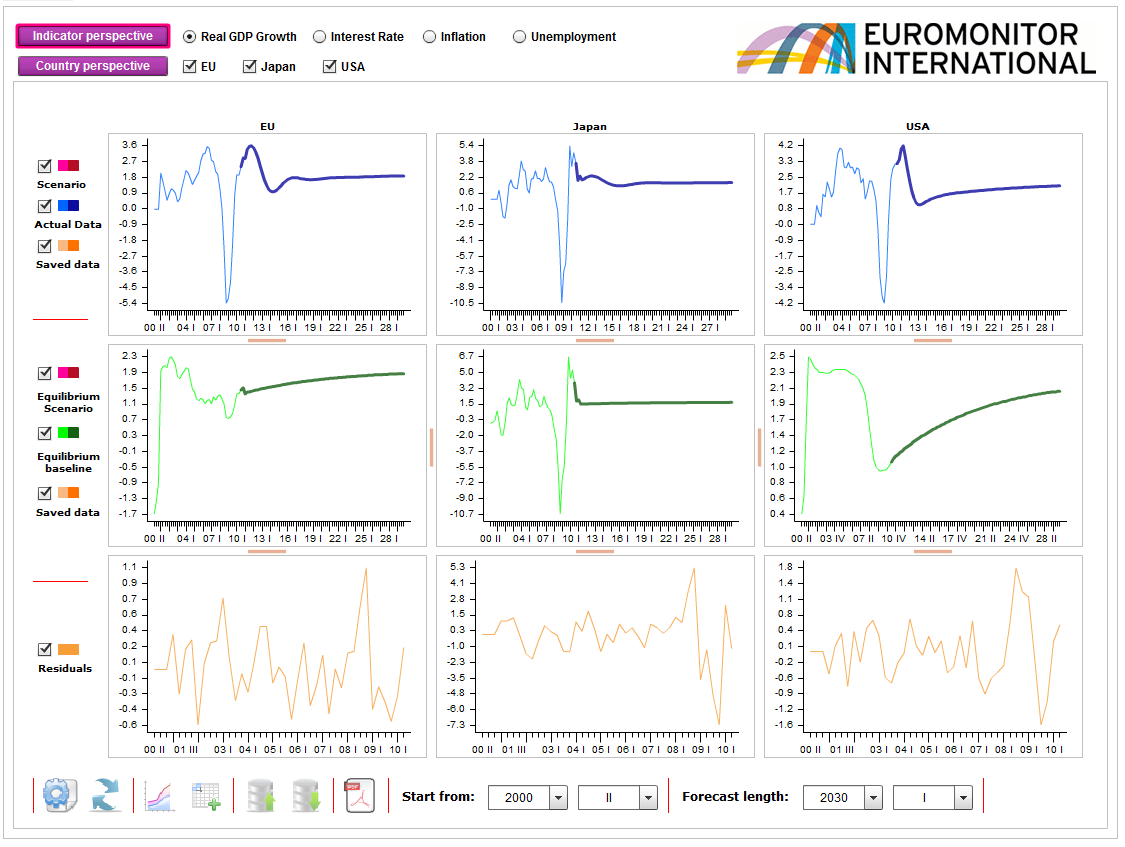 Indicator perspective
Real GDP Growth
Interest Rate
Inflation
Unemployment
Country perspective
EU
Japan
USA
EUROMONITOR
INTERNATIONAL
EU
Japan
USA
Scenario
Actual Data
Saved data
3.6
2.7
1.8
0.9
0.0
-0.9
-1.8
-2.7
-3.6
-4.5
-5.4
00 II 04 I 07 I 10 I 13 I 16 I 19 I 22 I 25 I 28 I
5.4
3.8
2.2
0.6
-1.0
-2.5
-4.1
-5.7
-7.3
-8.9
-10.5
00 I 03 I 06 I 09 I 12 I 15 I 18 I 21 I 24 I 27 I
4.2
3.3
2.5
1.7
0.8
-0.0
-0.9
-1.7
-2.5
-3.4
-4.2
00 II 04 I 07 I 10 I 13 I 16 I 19 I 22 I 25 I 28 I
Equilibrium
Scenario
Equilibrium
baseline
Saved data
2.3
1.9
1.5
1.1
0.7
0.3
-0.1
-0.5
-0.9
-1.3
-1.7
00 II 04 I 07 I 10 I 13 I 16 I 19 I 22 I 25 I 28 I
6.7
5.0
3.2
1.5
-0.3
-2.0
-3.7
-5.5
-7.2
-9.0
-10.7
00 II 04 I 07 I 10 I 13 I 16 I 19 I 22 I 25 I 28 I
2.5
2.3
2.1
1.9
1.7
1.4
1.2
1.0
0.8
0.6
0.4
00 II 03 IV 07 II 10 IV 14 II 17 IV 21 II 24 IV 28 II
Residuals
1.1
0.9
0.7
0.6
0.4
0.2
0.1
-0.1
-0.3
-0.4
-0.6
00 II 01 III 03 I 04 I 05 I 06 I 07 I 08 I 09 I 10 I
5.3
4.1
2.8
1.5
0.3
-1.0
-2.3
-3.5
-4.8
-6.0
-7.3
00 II 01 III 03 I 04 I 05 I 06 I 07 I 08 I 09 I 10 I
1.8
1.4
1.1
0.8
0.4
0.1
-0.2
-0.6
-0.9
-1.2
-1.6
00 II 01 III 03 I 04 I 05 I 06 I 07 I 08 I 09 I 10 I
PDF
Start from:
2000
II
Forecast length:
2030
I